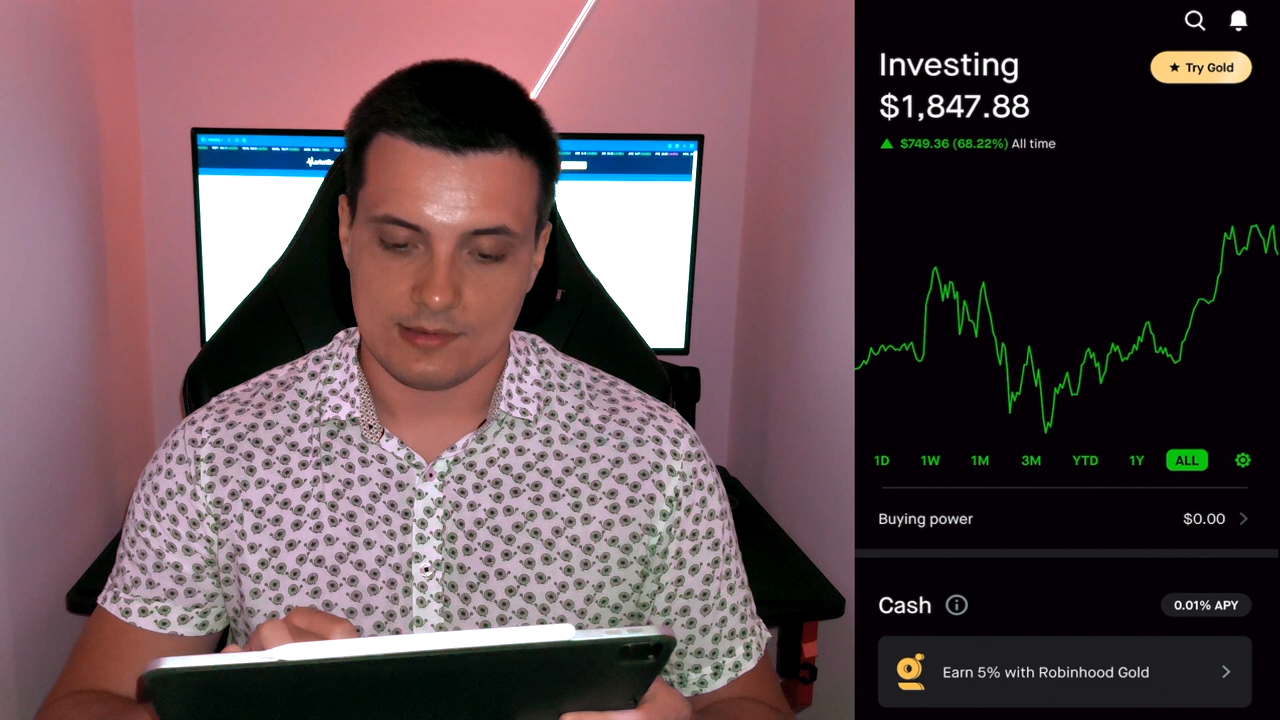 Investing
Try Gold
$1,847.88
$749.36 (68.22%) All time
1D 1W 1M 3M YTD 1Y ALL
Buying power $0.00
Cash 0.01% APY
Earn 5% with Robinhood Gold